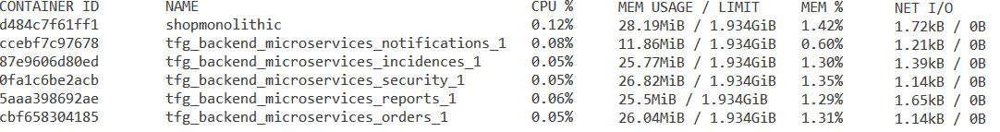 CONTAINER ID NAME CPU % MEM USAGE / LIMIT MEM % NET I/O
d484c7f61ff1 shopmonolithic 0.12% 28.19MiB / 1.934GiB 1.42% 1.72kB / 0B
ccebf7c97678 tfg_backend_microservices_notifications_1 0.08% 11.86MiB / 1.934GiB 0.60% 1.21kB / 0B
87e9606d80ed tfg_backend_microservices_incidences_1 0.05% 25.77MiB / 1.934GiB 1.30% 1.39kB / 0B
0fa1c6be2acb tfg_backend_microservices_security_1 0.05% 26.82MiB / 1.934GiB 1.35% 1.14kB / 0B
5aaa398692ae tfg_backend_microservices_reports_1 0.06% 25.5MiB / 1.934GiB 1.29% 1.65kB / 0B
cbf658304185 tfg_backend_microservices_orders_1 0.05% 26.04MiB / 1.934GiB 1.31% 1.14kB / 0B